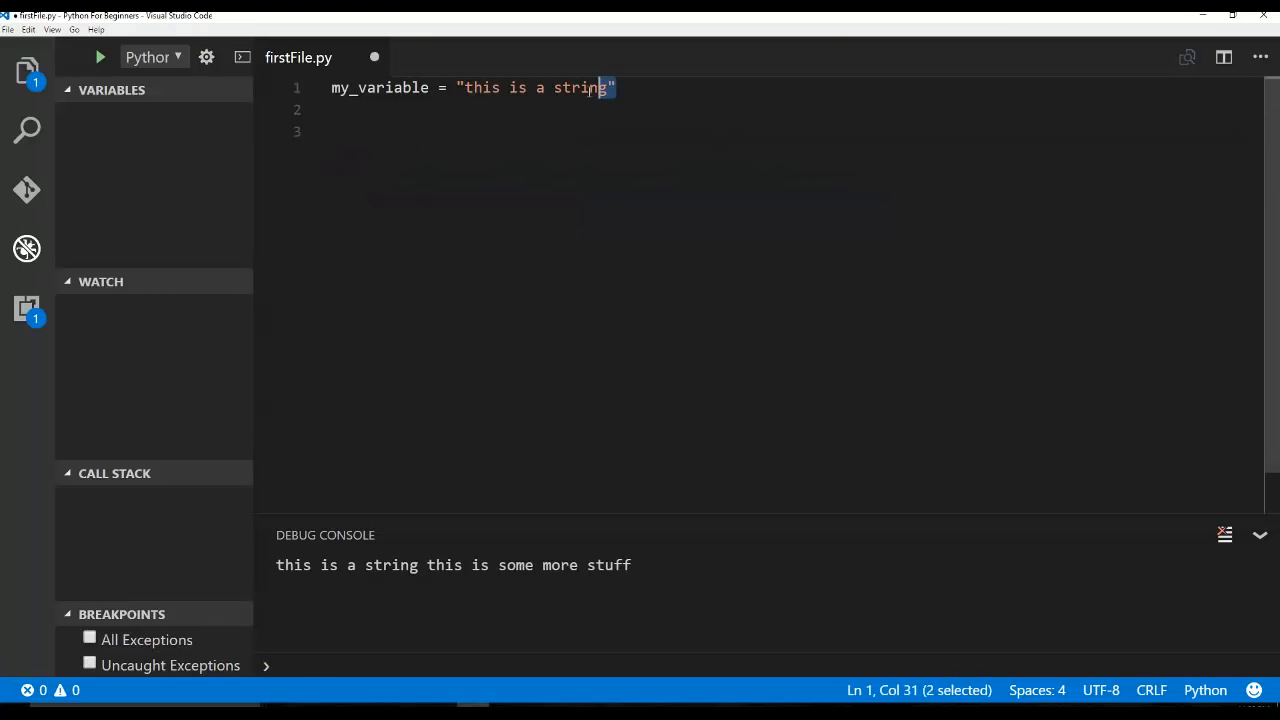 ● firstFile.py - Python For Beginners - Visual Studio Code
File Edit View Go Help
Python
firstFile.py
1
VARIABLES
1 my_variable = "this is a string"
2
3
WATCH
1
CALL STACK
DEBUG CONSOLE
this is a string this is some more stuff
BREAKPOINTS
All Exceptions
Uncaught Exceptions
0 0 Ln 1, Col 31 (2 selected) Spaces: 4 UTF-8 CRLF Python